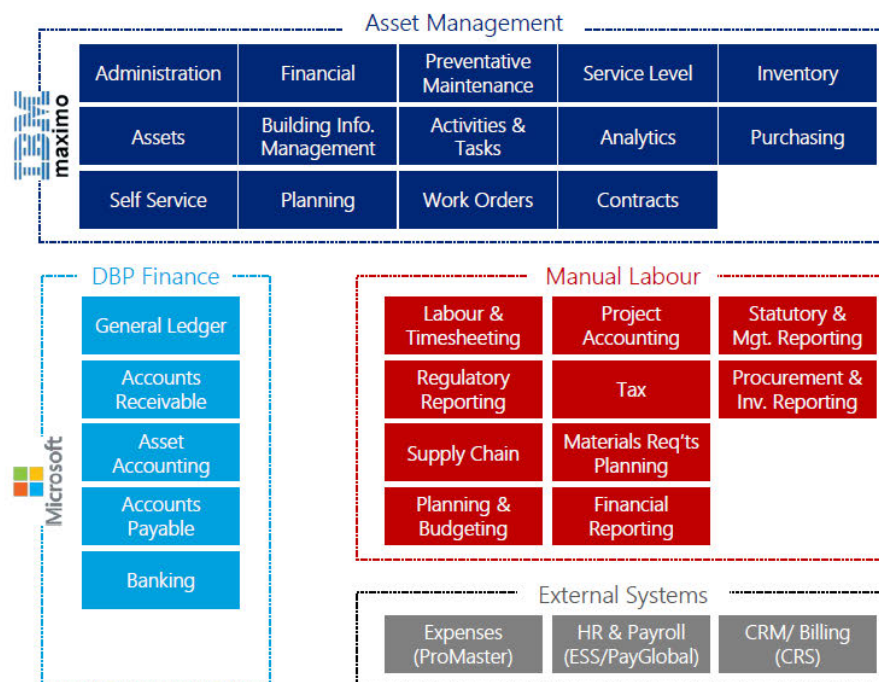 Asset Management
IBM
maximo
Administration
Financial
Preventative
Maintenance
Service Level
Inventory
Assets
Building Info.
Management
Activities &
Tasks
Analytics
Purchasing
Self Service
Planning
Work Orders
Contracts
DBP Finance
Microsoft
General Ledger
Accounts
Receivable
Asset
Accounting
Accounts
Payable
Banking
Manual Labour
Labour &
Timesheeting
Project
Accounting
Statutory &
Mgt. Reporting
Regulatory
Reporting
Tax
Procurement &
Inv. Reporting
Supply Chain
Materials Req'ts
Planning
Planning &
Budgeting
Financial
Reporting
External Systems
Expenses
(ProMaster)
HR & Payroll
(ESS/PayGlobal)
CRM/ Billing
(CRS)